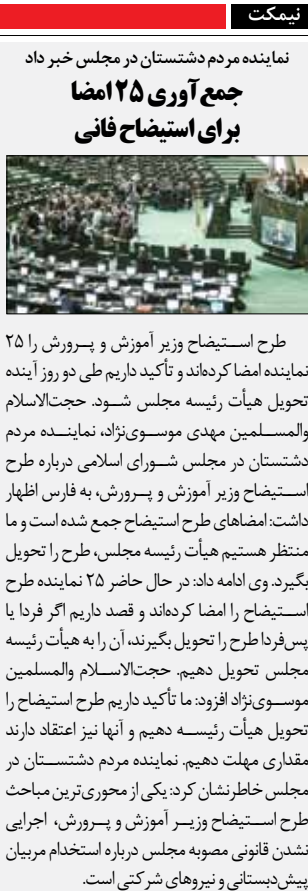 نیمکت
نماینده مردم دشتستان در مجلس خبر داد
جمع‌آوری ۲۵ امضا
برای استیضاح فانی
طرح استیضاح وزیر آموزش و پرورش را ۲۵
نماینده امضا کرده‌اند و تأکید داریم طی دو روز آینده
تحویل هیأت رئیسه مجلس شود. حجت‌الاسلام
والمسلمین مهدی موسوی‌نژاد، نماینده مردم
دشتستان در مجلس شورای اسلامی درباره طرح
استیضاح وزیر آموزش و پرورش، به فارس اظهار
داشت: امضاهای طرح استیضاح جمع شده است و ما
منتظر هستیم هیأت رئیسه مجلس، طرح را تحویل
بگیرد. وی ادامه داد: در حال حاضر ۲۵ نماینده طرح
استیضاح را امضا کرده‌اند و قصد داریم اگر فردا یا
پس‌فردا طرح را تحویل بگیرند، آن را به هیأت رئیسه
مجلس تحویل دهیم. حجت‌الاسلام والمسلمین
موسوی‌نژاد افزود: ما تأکید داریم طرح استیضاح را
تحویل هیأت رئیسه دهیم و آنها نیز اعتقاد دارند
مقداری مهلت دهیم. نماینده مردم دشتستان در
مجلس خاطرنشان کرد: یکی از محوری‌ترین مباحث
طرح استیضاح وزیر آموزش و پرورش، اجرایی
نشدن قانونی مصوبه مجلس درباره استخدام مربیان
پیش‌دبستانی و نیروهای شرکتی است.